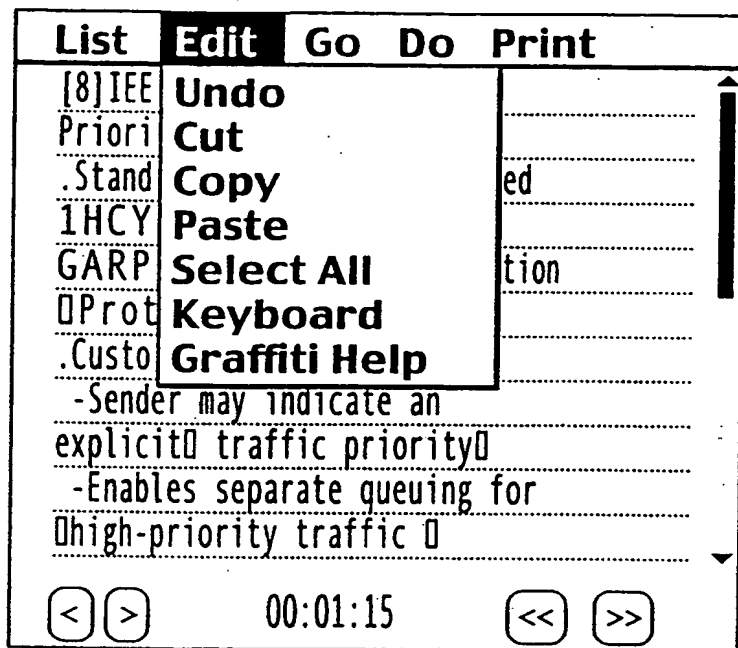 List Edit Go Do Print
[8]IEE Undo
Priori Cut
.Stand Copy ed
1HCY Paste
GARP Select All tion
▯Prot Keyboard
.Custo Graffiti Help
-Sender may indicate an
explicit▯ traffic priority▯
-Enables separate queuing for
▯high-priority traffic ▯
< > 00:01:15 << >>